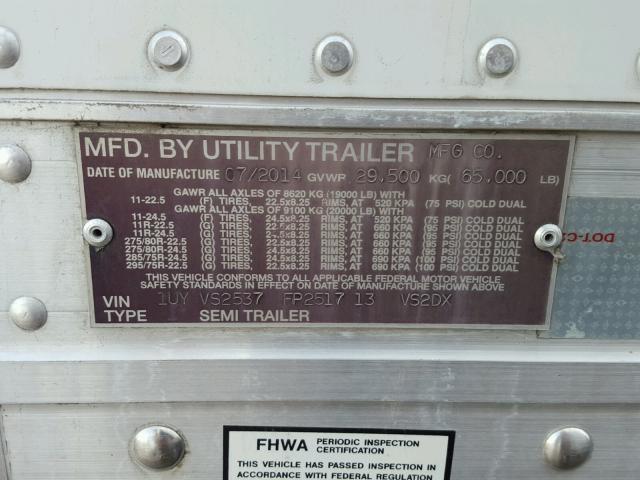 MFD. BY UTILITY TRAILER MFG CO.
DATE OF MANUFACTURE 07/2014 GVWR 29,500 KG( 65,000 LB)
GAWR ALL AXLES OF 8620 KG (19000 LB) WITH
11-22.5 (F) TIRES, 22.5x8.25 RIMS, AT 520 KPA (75 PSI) COLD DUAL
GAWR ALL AXLES OF 9100 KG (20000 LB) WITH
11-24.5 (F) TIRES, 24.5x8.25 RIMS, AT 520 KPA (75 PSI) COLD DUAL
11R-22.5 (G) TIRES, 22.5x8.25 RIMS, AT 660 KPA (95 PSI) COLD DUAL
11R-24.5 (G) TIRES, 24.5x8.25 RIMS, AT 660 KPA (95 PSI) COLD DUAL
275/80R-22.5 (G) TIRES, 22.5x8.25 RIMS, AT 660 KPA (95 PSI) COLD DUAL
275/80R-24.5 (G) TIRES, 24.5x8.25 RIMS, AT 660 KPA (95 PSI) COLD DUAL
285/75R-24.5 (G) TIRES, 24.5x8.25 RIMS, AT 690 KPA (100 PSI) COLD DUAL
295/75R-22.5 (G) TIRES, 22.5x8.25 RIMS, AT 690 KPA (100 PSI) COLD DUAL
THIS VEHICLE CONFORMS TO ALL APPLICABLE FEDERAL MOTOR VEHICLE
SAFETY STANDARDS IN EFFECT ON DATE OF MANUFACTURE SHOWN ABOVE
VIN 1UY VS2537 FP2517 13 VS2DX
TYPE SEMI TRAILER
DOT-C2
FHWA PERIODIC INSPECTION
CERTIFICATION
THIS VEHICLE HAS PASSED INSPECTION IN
ACCORDANCE WITH FEDERAL REGULATION